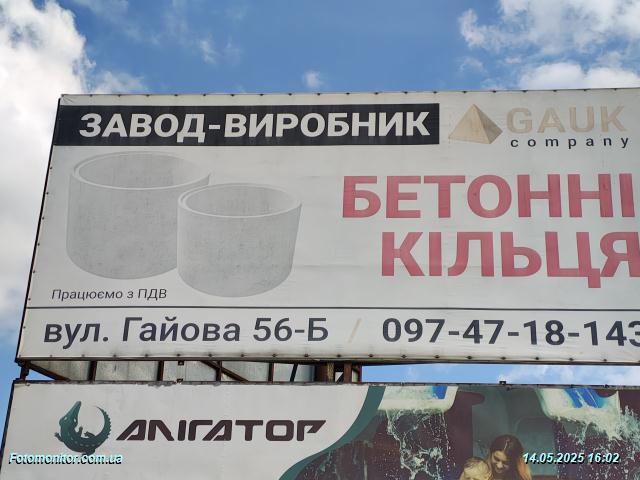 ЗАВОД-ВИРОБНИК
GAUK
company
БЕТОННІ
КІЛЬЦЯ
Працюємо з ПДВ
вул. Гайова 56-Б / 097-47-18-143
АЛІГАТОР
Fotomonitor.com.ua
14.05.2025 16:02